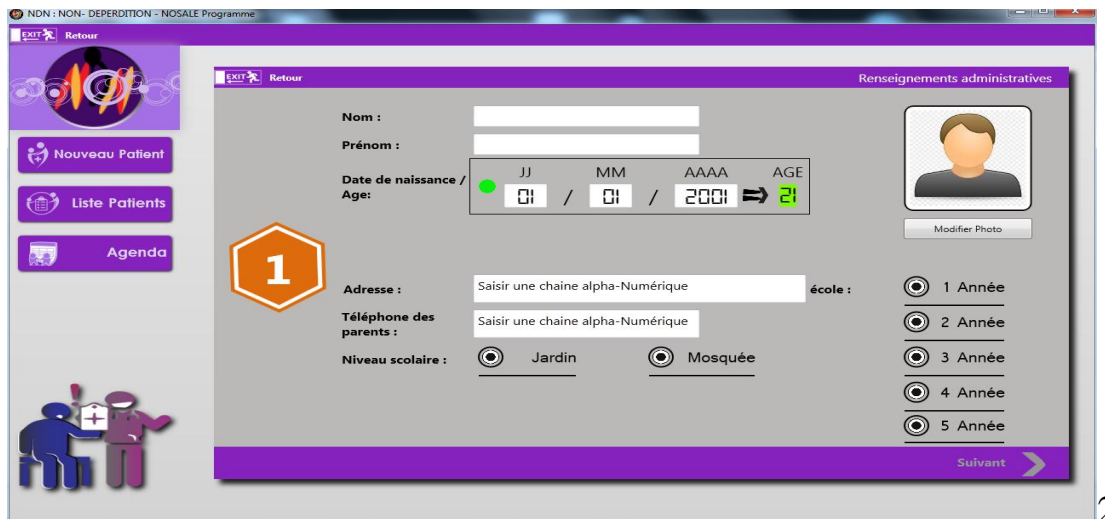 NDN : NON- DEPERDITION - NOSALE Programme
EXIT Retour
EXIT Retour
Renseignements administratives
Nouveau Patient
Liste Patients
Agenda
Nom :
Prénom :
Date de naissance /
Age:
JJ MM AAAA AGE
01 / 01 / 2001 21
Modifier Photo
1
Adresse : Saisir une chaine alpha-Numérique
Téléphone des
parents :
Saisir une chaine alpha-Numérique
Niveau scolaire : Jardin Mosquée
école : 1 Année
2 Année
3 Année
4 Année
5 Année
Suivant